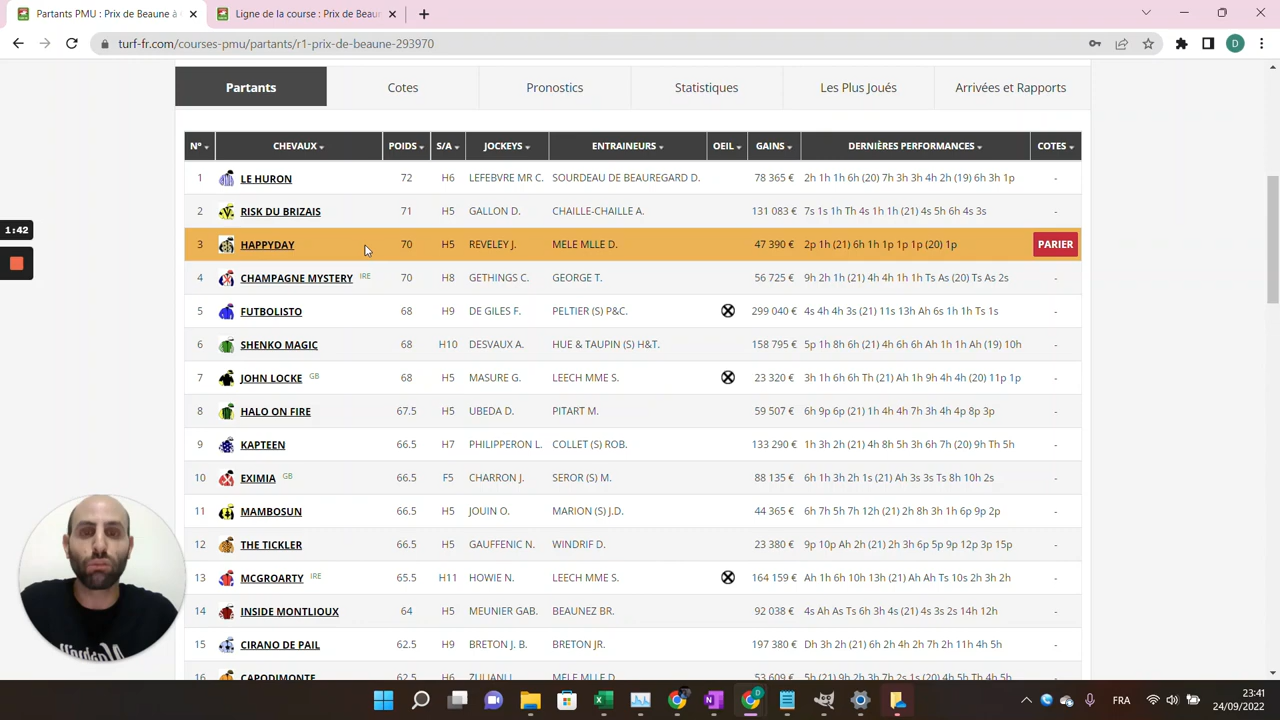 Partants PMU : Prix de Beaune à
Ligne de la course : Prix de Beau
turf-fr.com/courses-pmu/partants/r1-prix-de-beaune-293970
D
Partants Cotes Pronostics Statistiques Les Plus Joués Arrivées et Rapports
N° CHEVAUX POIDS S/A JOCKEYS ENTRAINEURS OEIL GAINS DERNIÈRES PERFORMANCES COTES
1 LE HURON 72 H6 LEFEBVRE MR C. SOURDEAU DE BEAUREGARD D. 78 365 € 2h 1h 1h 6h (20) 7h 3h 3h 4h 2h (19) 6h 3h 1p -
2 RISK DU BRIZAIS 71 H5 GALLON D. CHAILLE-CHAILLE A. 131 083 € 7s 1s 1h Th 4s 1h 1h (21) 4s 5h 6h 4s 3s -
1:42
3 HAPPYDAY 70 H5 REVELEY J. MELE MLLE D. 47 390 € 2p 1h (21) 6h 1h 1p 1p 1p (20) 1p PARIER
4 CHAMPAGNE MYSTERY IRE 70 H8 GETHINGS C. GEORGE T. 56 725 € 9h 2h 1h (21) 4h 4h 1h 1h Ts As (20) Ts As 2s -
5 FUTBOLISTO 68 H9 DE GILES F. PELTIER (S) P&C. 299 040 € 4s 4h 4h 3s (21) 11s 13h Ah 6s 1h 1h Ts 1s -
6 SHENKO MAGIC 68 H10 DESVAUX A. HUE & TAUPIN (S) H&T. 158 795 € 5p 1h 8h 6h (21) 4h 6h 6h Ah 1h 1h Ah (19) 10h -
7 JOHN LOCKE GB 68 H5 MASURE G. LEECH MME S. 23 320 € 3h 1h 6h 6h Th (21) Ah 1h 9h 4h 4h (20) 11p 1p -
8 HALO ON FIRE 67.5 H5 UBEDA D. PITART M. 59 507 € 6h 9p 6p (21) 1h 4h 4h 7h 3h 4h 4p 8p 3p -
9 KAPTEEN 66.5 H7 PHILIPPERON L. COLLET (S) ROB. 133 290 € 1h 3h 2h (21) 4h 8h 5h 3h 6h 7h (20) 9h Th 5h -
10 EXIMIA GB 66.5 F5 CHARRON J. SEROR (S) M. 88 135 € 6h 1h 3h 2h 1s (21) Ah 3s 3s Ts 8h 10h 2s -
11 MAMBOSUN 66.5 H5 JOUIN O. MARION (S) J.D. 44 365 € 6h 7h 5h 7h 12h (21) 2h 8h 3h 1h 6p 9p 2p -
12 THE TICKLER 66.5 H5 GAUFFENIC N. WINDRIF D. 23 380 € 9p 10p Ah 2h (21) 2h 3h 6p 5p 9p 12p 3p 15p -
13 MCGROARTY IRE 65.5 H11 HOWIE N. LEECH MME S. 164 159 € Ah 1h 6h 10h 13h (21) Ah Ah Ts 10s 2h 3h 2h -
14 INSIDE MONTLIOUX 64 H5 MEUNIER GAB. BEAUNEZ BR. 92 038 € 4s Ah As Ts 6h 3h 4s (21) 4s 3s 2s 14h 12h -
15 CIRANO DE PAIL 62.5 H9 BRETON J. B. BRETON JR. 197 380 € Dh 3h 2h (21) 6h 2h 4h 2h 7h 2h 11h 4h 5h -
FRA
23:41
24/09/2022